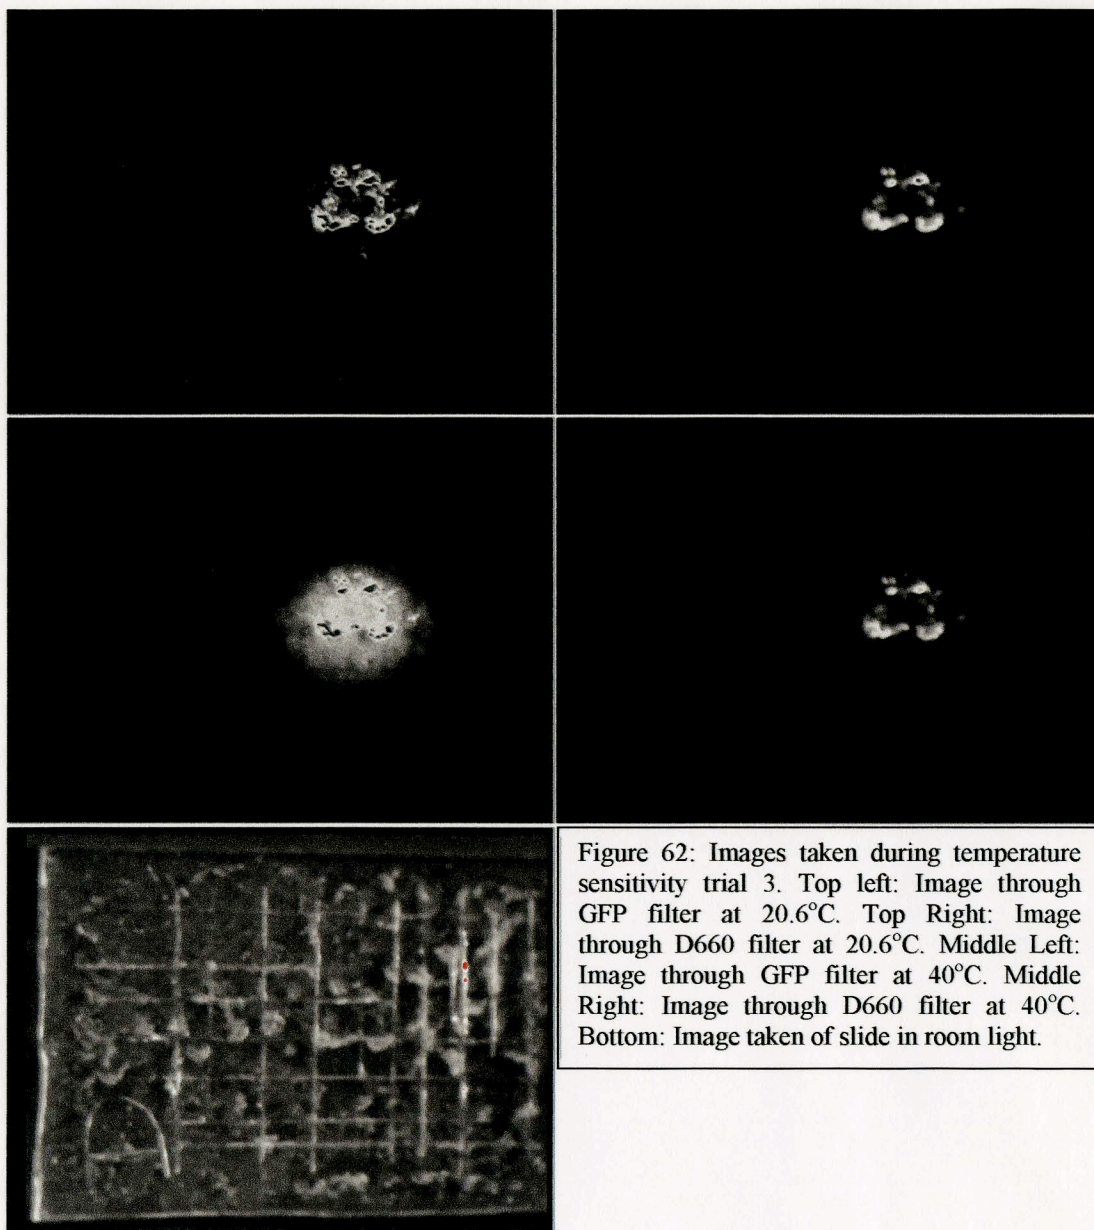 Figure 62: Images taken during temperature
sensitivity trial 3. Top left: Image through
GFP filter at 20.6°C. Top Right: Image
through D660 filter at 20.6°C. Middle Left:
Image through GFP filter at 40°C. Middle
Right: Image through D660 filter at 40°C.
Bottom: Image taken of slide in room light.